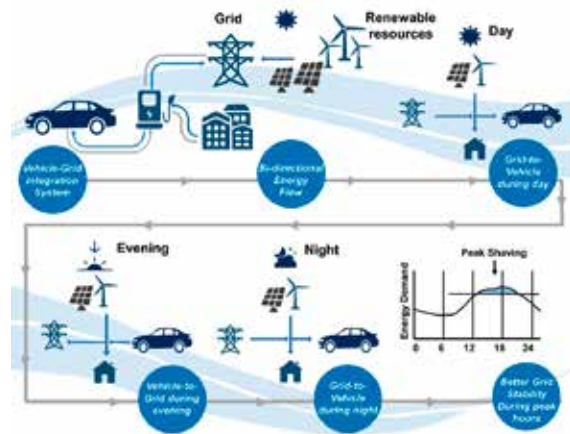 Grid
Renewable
resources
Day
Vehicle-Grid
Integration
System
Bi-directional
Energy
Flow
Grid-to-
Vehicle
during day
Evening
Night
Peak Shaving
Energy Demand
0 6 12 18 24
Vehicle-to-
Grid during
evening
Grid-to-
Vehicle
during night
Better Grid
Stability
During peak
hours